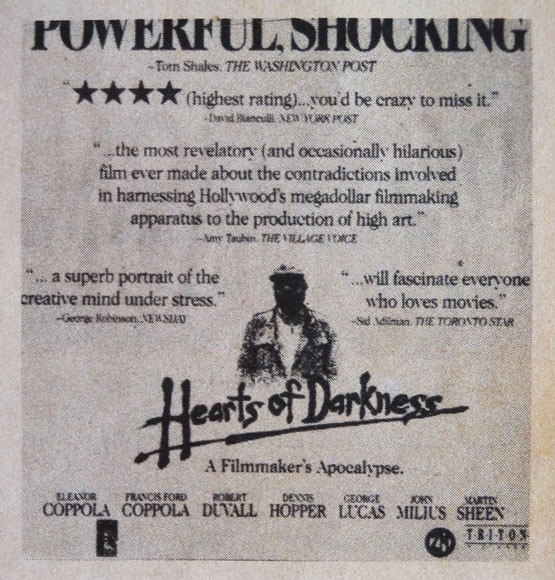 POWERFUL, SHOCKING
-Tom Shales, THE WASHINGTON POST
"★★★★ (highest rating)...you'd be crazy to miss it."
-David Bianculli, NEW YORK POST
"...the most revelatory (and occasionally hilarious)
film ever made about the contradictions involved
in harnessing Hollywood's megadollar filmmaking
apparatus to the production of high art."
-Amy Taubin, THE VILLAGE VOICE
"... a superb portrait of the
creative mind under stress."
-George Robinson, NEWSDAY
"...will fascinate everyone
who loves movies."
-Sid Adilman, THE TORONTO STAR
Hearts of Darkness
A Filmmaker's Apocalypse.
ELEANOR COPPOLA FRANCIS FORD COPPOLA ROBERT DUVALL DENNIS HOPPER GEORGE LUCAS JOHN MILIUS MARTIN SHEEN
TRITON